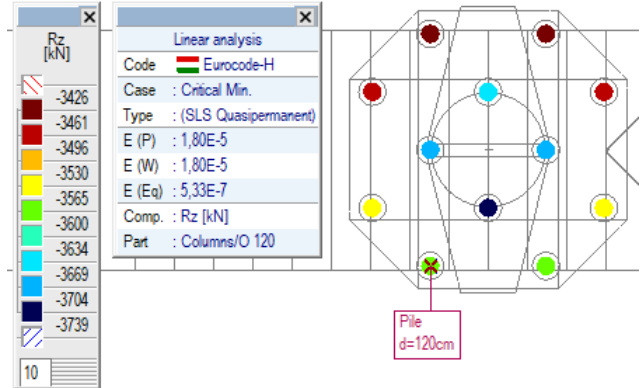 Rz
[kN]
-3426
-3461
-3496
-3530
-3565
-3600
-3634
-3669
-3704
-3739
10
Linear analysis
Code Eurocode-H
Case : Critical Min.
Type : (SLS Quasipermanent)
E (P) : 1,80E-5
E (W) : 1,80E-5
E (Eq) : 5,33E-7
Comp. : Rz [kN]
Part : Columns/O 120
Pile
d=120cm